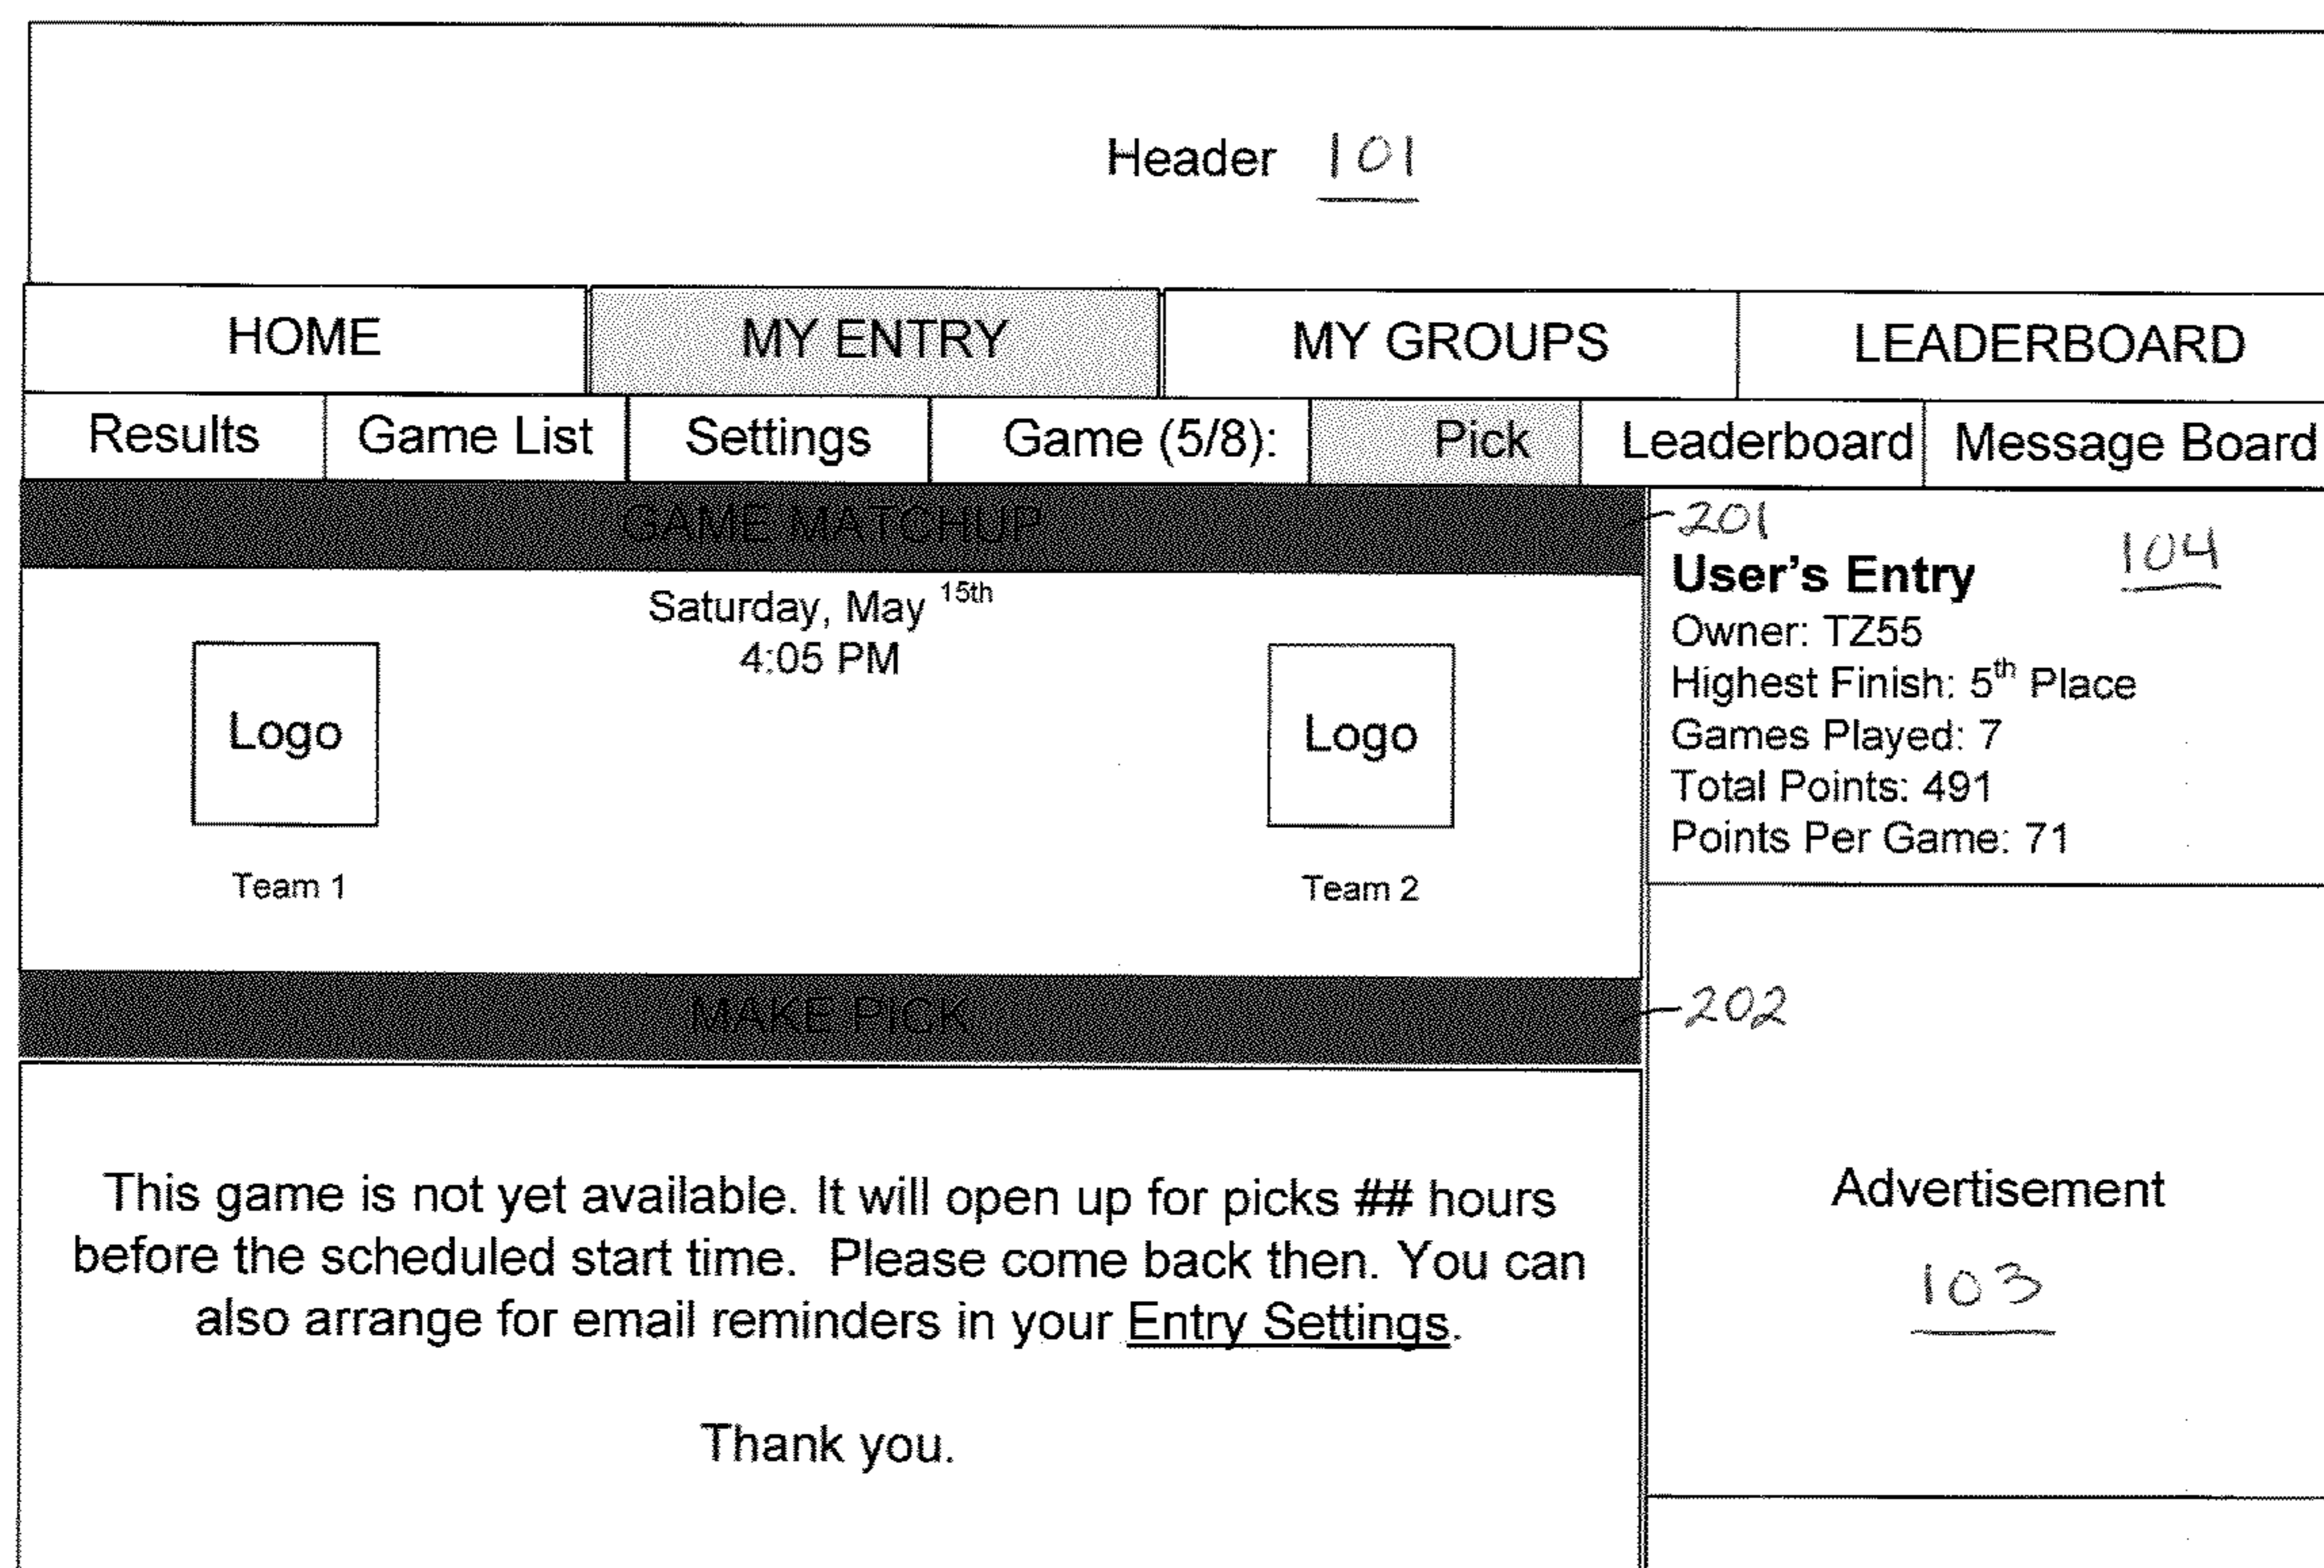 Header 101
HOME MY ENTRY MY GROUPS LEADERBOARD
Results Game List Settings Game (5/8): Pick Leaderboard Message Board
GAME MATCHUP 201
Saturday, May 15th
4:05 PM
Logo
Team 1
Logo
Team 2
User's Entry 104
Owner: TZ55
Highest Finish: 5th Place
Games Played: 7
Total Points: 491
Points Per Game: 71
MAKE PICK 202
This game is not yet available. It will open up for picks ## hours
before the scheduled start time. Please come back then. You can
also arrange for email reminders in your Entry Settings.
Thank you.
Advertisement
103